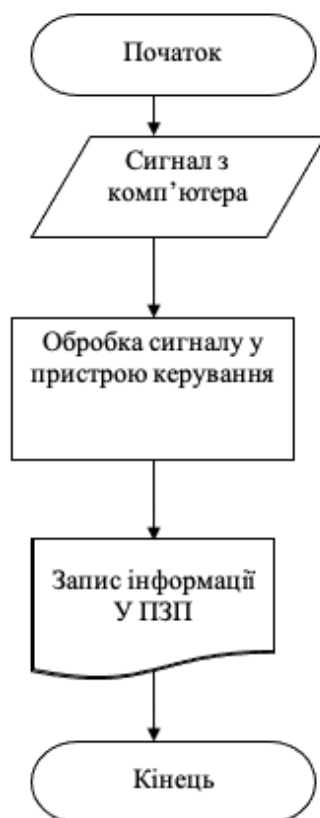 Початок
Сигнал з
комп’ютера
Обробка сигналу у
пристрою керування
Запис інформації
У ПЗП
Кінець